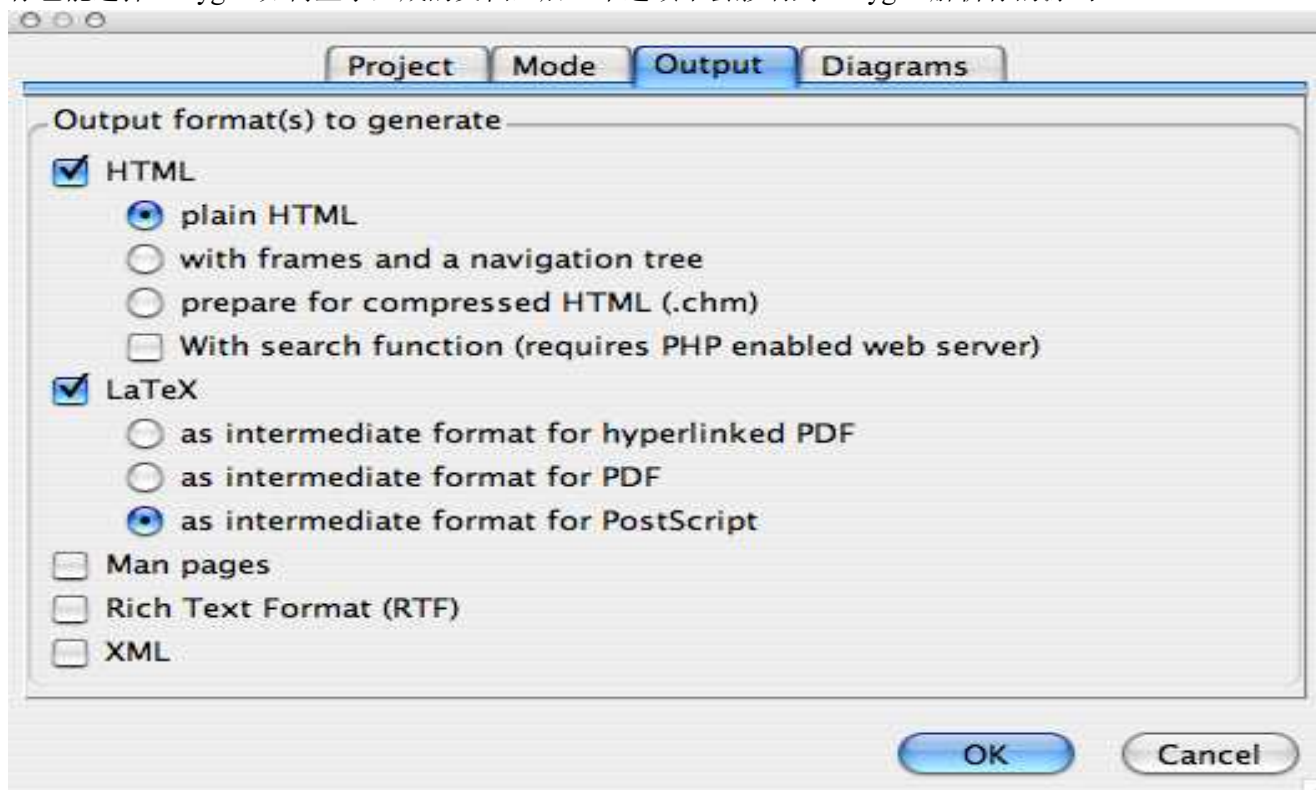 Project Mode Output Diagrams
Output format(s) to generate
HTML
plain HTML
with frames and a navigation tree
prepare for compressed HTML (.chm)
With search function (requires PHP enabled web server)
LaTeX
as intermediate format for hyperlinked PDF
as intermediate format for PDF
as intermediate format for PostScript
Man pages
Rich Text Format (RTF)
XML
OK Cancel